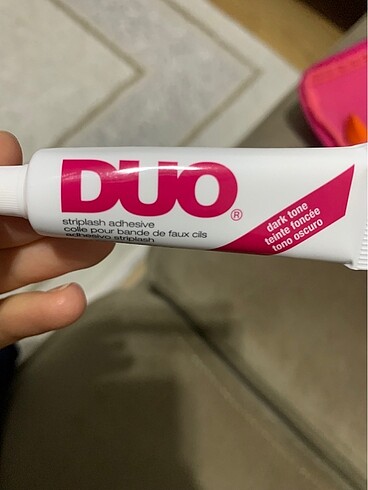 DUO®
striplash adhesive
colle pour bande de faux cils
adhesivo striplash
dark tone
teinte foncée
tono oscuro